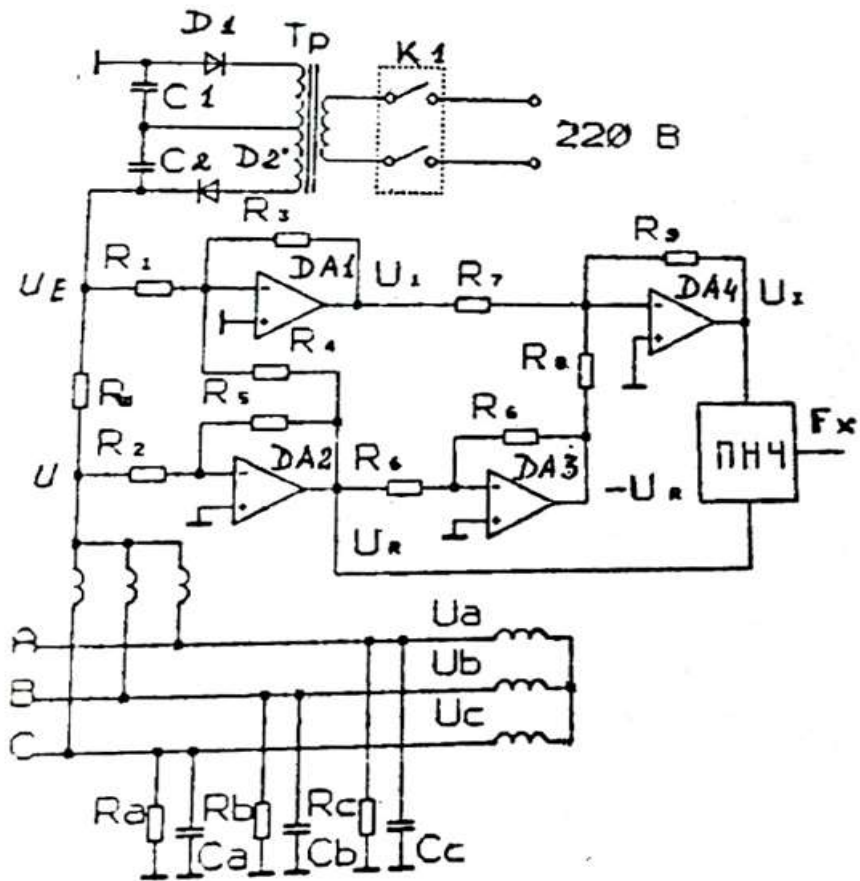 D1 Tp K1
C1
220 В
C2 D2
R3
R1 DA1 U1 R7 R9 DA4 UI
UE
R4
R5 R8
R2 R6 Fx
U DA2 R6 DA3 ПНЧ
-UR
UR
Ua
A
Ub
B
Uc
C
Ra Ca Rb Cb Rc Cc